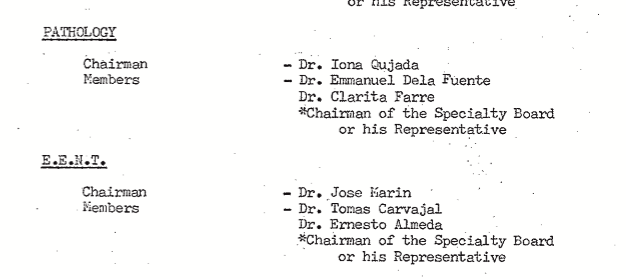 or his Representative
PATHOLOGY
Chairman - Dr. Iona Qujada
Members - Dr. Emmanuel Dela Fuente
Dr. Clarita Farre
*Chairman of the Specialty Board
or his Representative
E.E.N.T.
Chairman - Dr. Jose Marin
Members - Dr. Tomas Carvajal
Dr. Ernesto Almeda
*Chairman of the Specialty Board
or his Representative